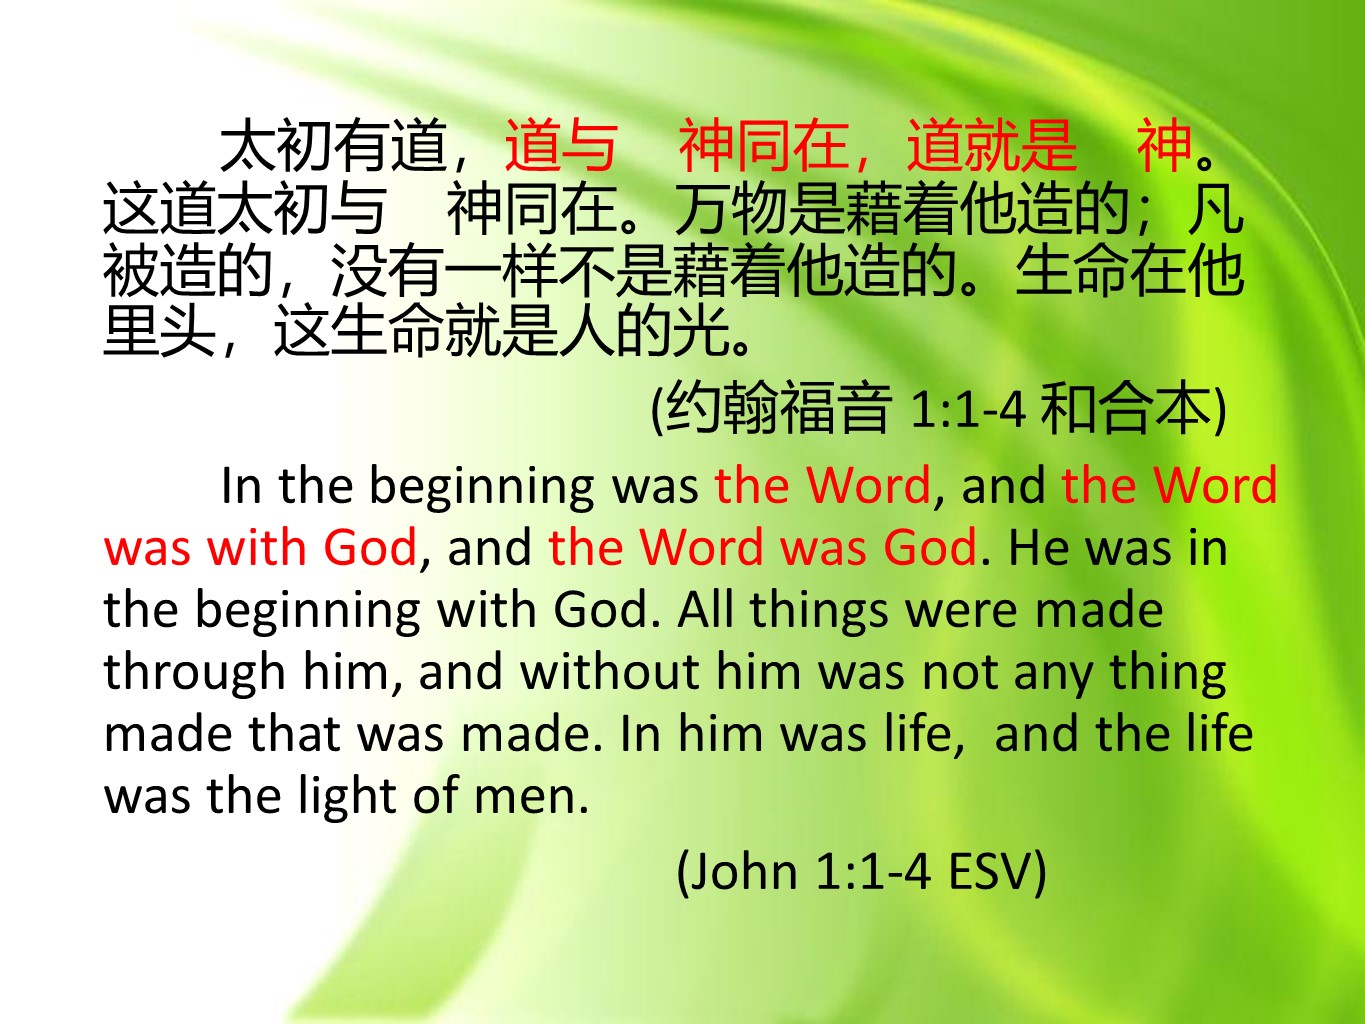 太初有道，道与　神同在，道就是　神。
这道太初与　神同在。万物是藉着他造的；凡
被造的，没有一样不是藉着他造的。生命在他
里头，这生命就是人的光。
(约翰福音 1:1-4 和合本)
In the beginning was the Word, and the Word
was with God, and the Word was God. He was in
the beginning with God. All things were made
through him, and without him was not any thing
made that was made. In him was life,  and the life
was the light of men.
(John 1:1-4 ESV)